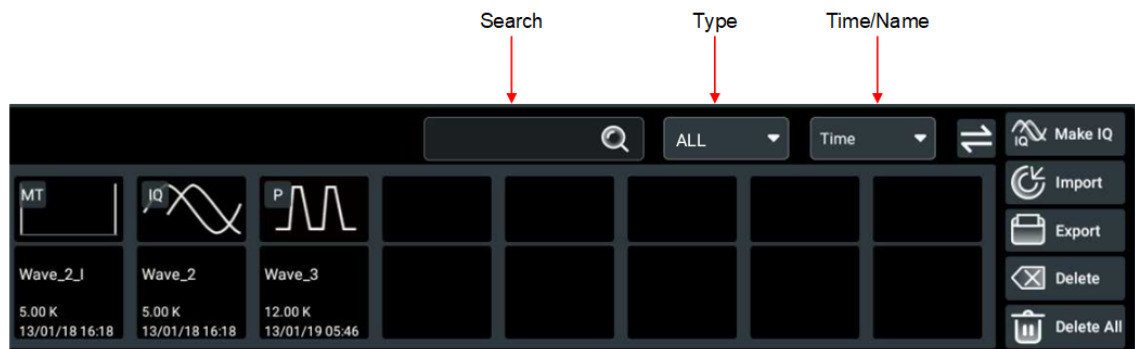 Search
Type
Time/Name
ALL
Time
IQ
Make IQ
MT
IQ
P
Import
Export
Wave_2_I
Wave_2
Wave_3
Delete
5.00 K
5.00 K
12.00 K
13/01/18 16:18
13/01/18 16:18
13/01/19 05:46
Delete All